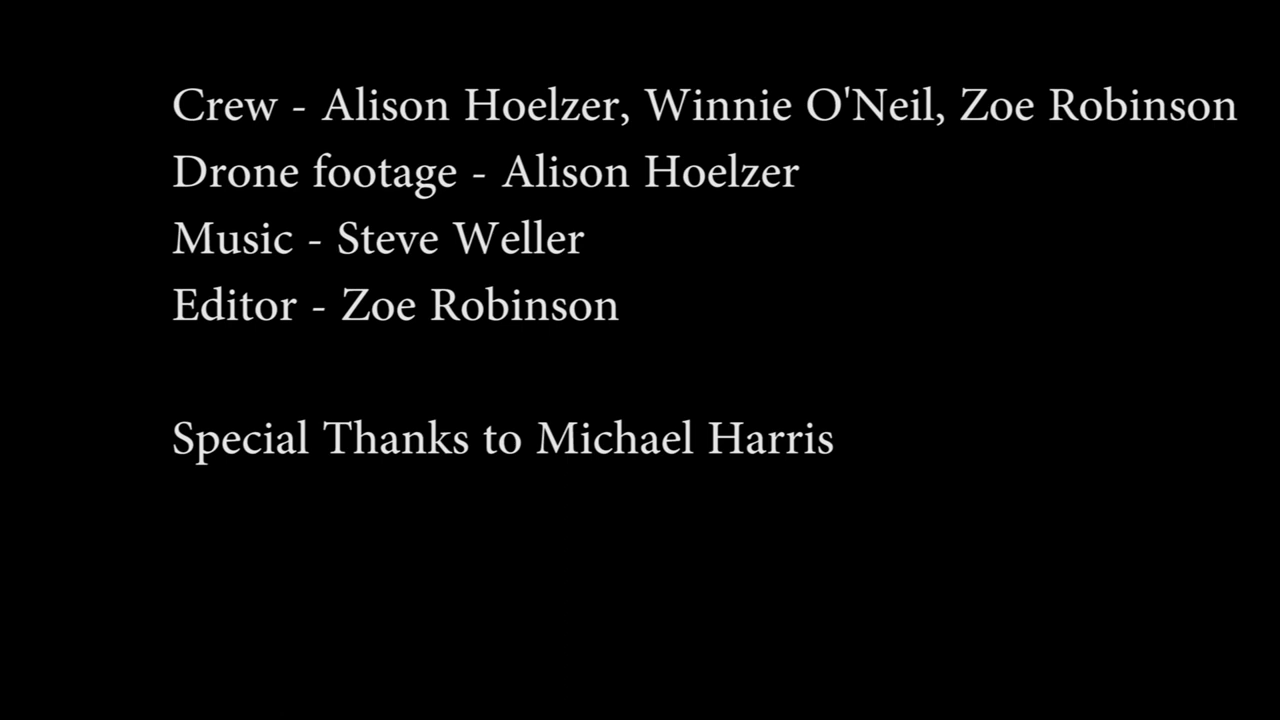 Crew - Alison Hoelzer, Winnie O'Neil, Zoe Robinson
Drone footage - Alison Hoelzer
Music - Steve Weller
Editor - Zoe Robinson
Special Thanks to Michael Harris